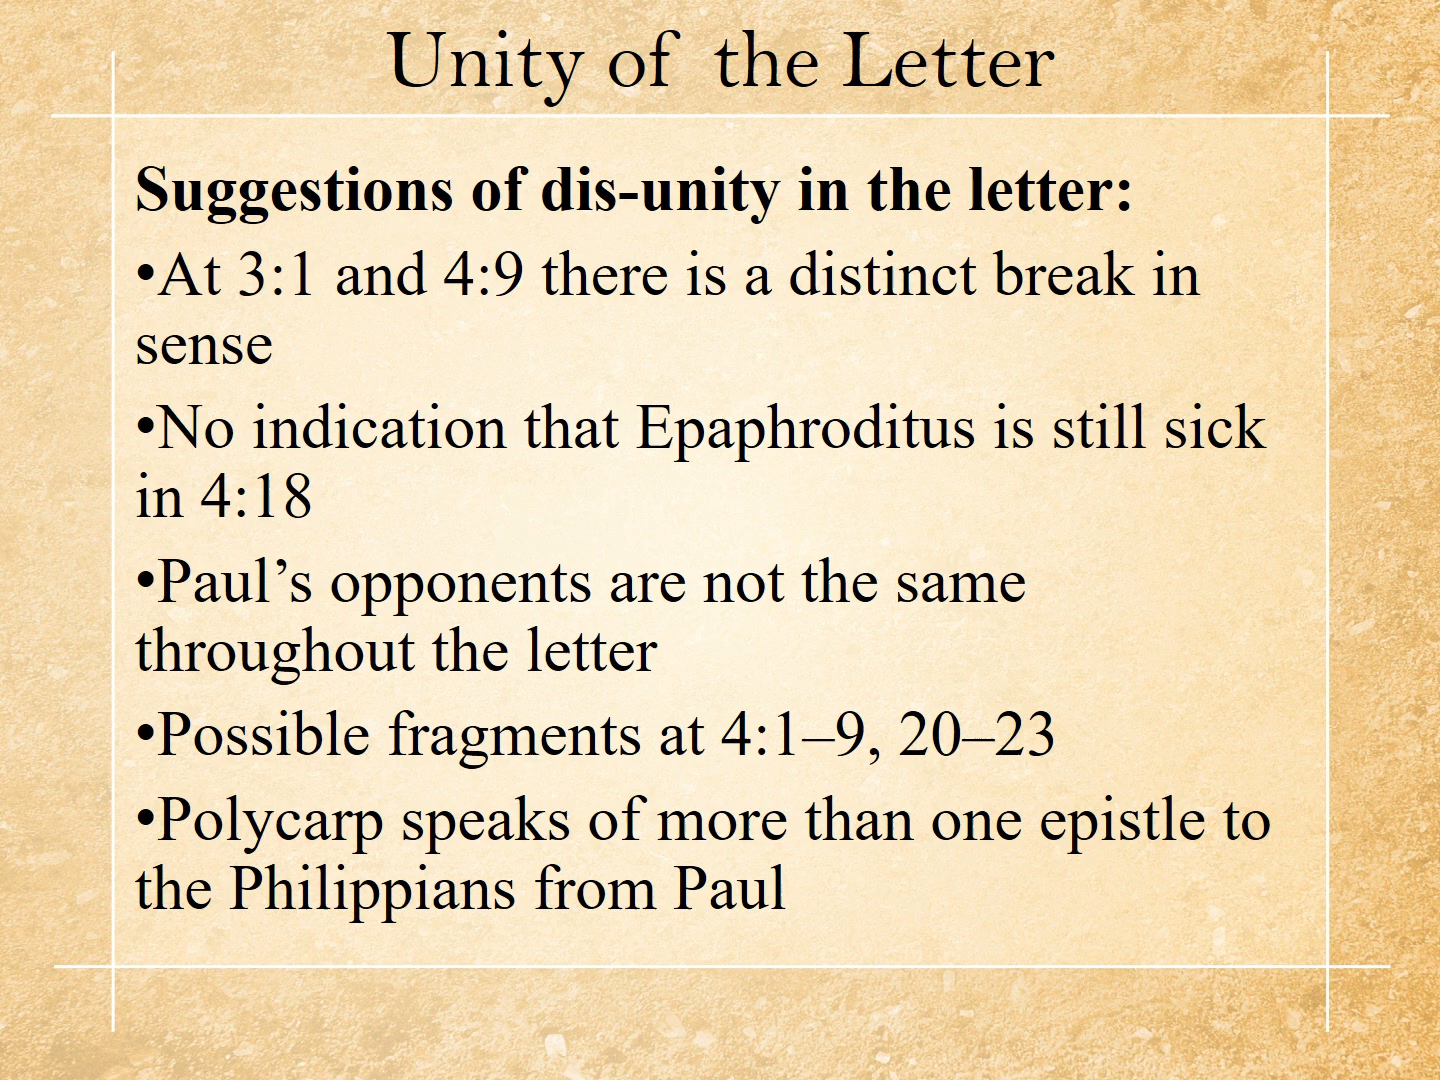 Unity of  the Letter
Suggestions of dis-unity in the letter:
•At 3:1 and 4:9 there is a distinct break in
sense
•No indication that Epaphroditus is still sick
in 4:18
•Paul’s opponents are not the same
throughout the letter
•Possible fragments at 4:1–9, 20–23
•Polycarp speaks of more than one epistle to
the Philippians from Paul